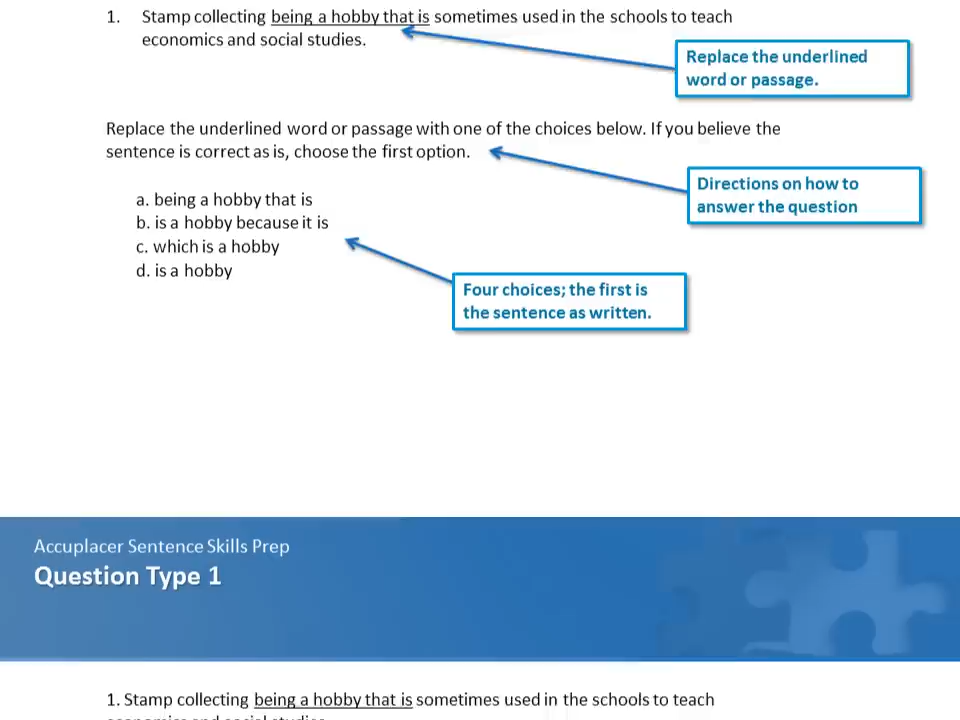 1. Stamp collecting being a hobby that is sometimes used in the schools to teach
economics and social studies.
Replace the underlined
word or passage.
Replace the underlined word or passage with one of the choices below. If you believe the
sentence is correct as is, choose the first option.
Directions on how to
answer the question
a. being a hobby that is
b. is a hobby because it is
c. which is a hobby
d. is a hobby
Four choices; the first is
the sentence as written.
Accuplacer Sentence Skills Prep
Question Type 1
1. Stamp collecting being a hobby that is sometimes used in the schools to teach